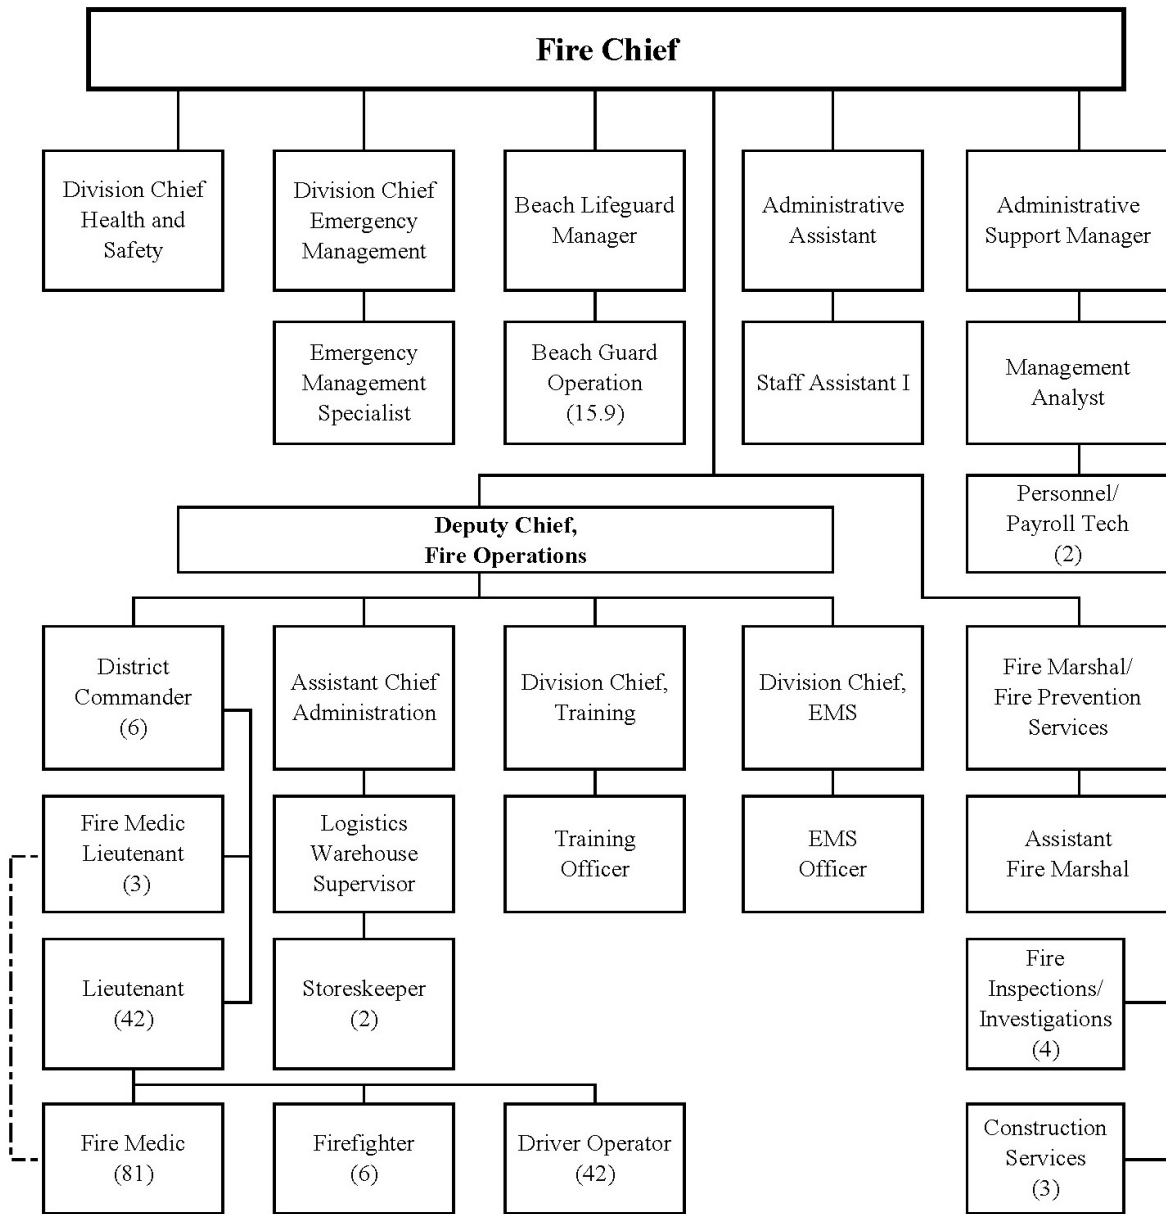 Fire Chief
Division Chief
Health and
Safety
Division Chief
Emergency
Management
Beach Lifeguard
Manager
Administrative
Assistant
Administrative
Support Manager
Emergency
Management
Specialist
Beach Guard
Operation
(15.9)
Staff Assistant I
Management
Analyst
Personnel/
Payroll Tech
(2)
Deputy Chief,
Fire Operations
District
Commander
(6)
Assistant Chief
Administration
Division Chief,
Training
Division Chief,
EMS
Fire Marshal/
Fire Prevention
Services
Fire Medic
Lieutenant
(3)
Logistics
Warehouse
Supervisor
Training
Officer
EMS
Officer
Assistant
Fire Marshal
Lieutenant
(42)
Storeskeeper
(2)
Fire
Inspections/
Investigations
(4)
Fire Medic
(81)
Firefighter
(6)
Driver Operator
(42)
Construction
Services
(3)